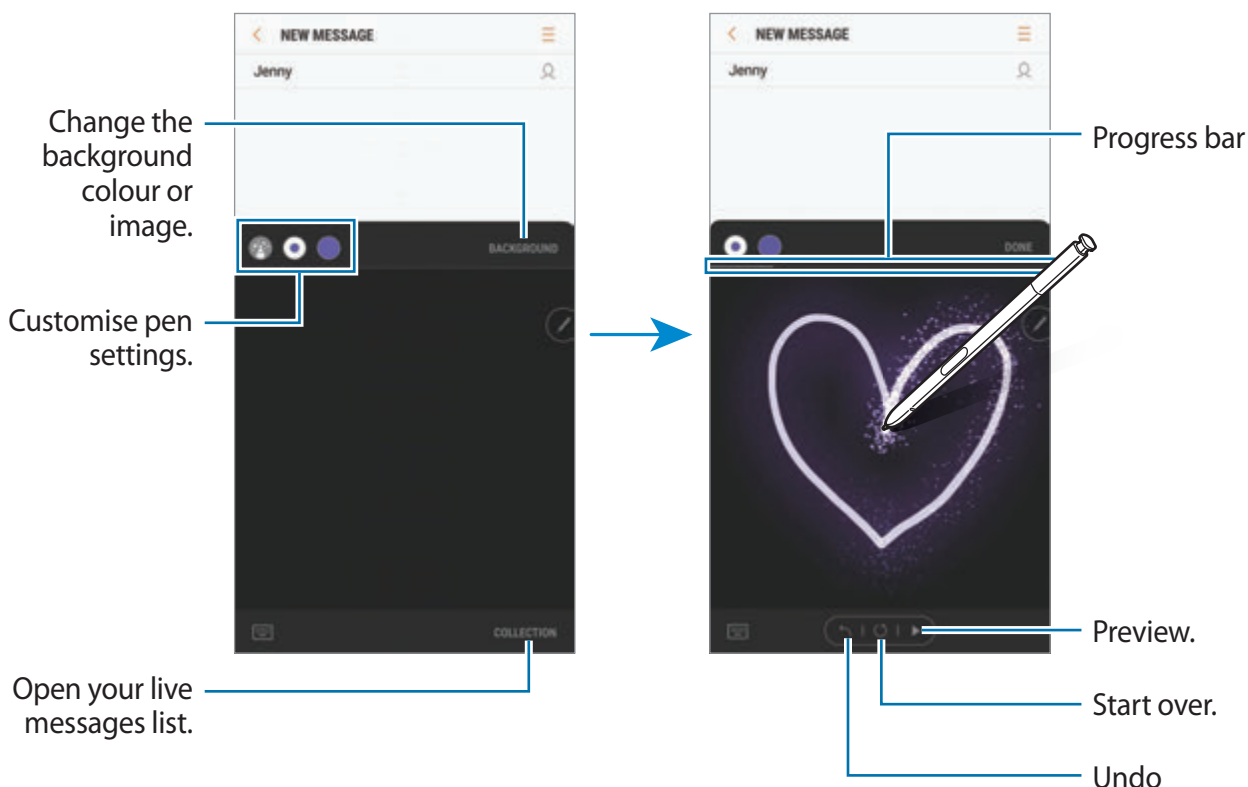 NEW MESSAGE
Jenny
Change the
background
colour or
image.
BACKGROUND
Customise pen
settings.
COLLECTION
Open your live
messages list.
NEW MESSAGE
Jenny
Progress bar
DONE
Preview.
Start over.
Undo